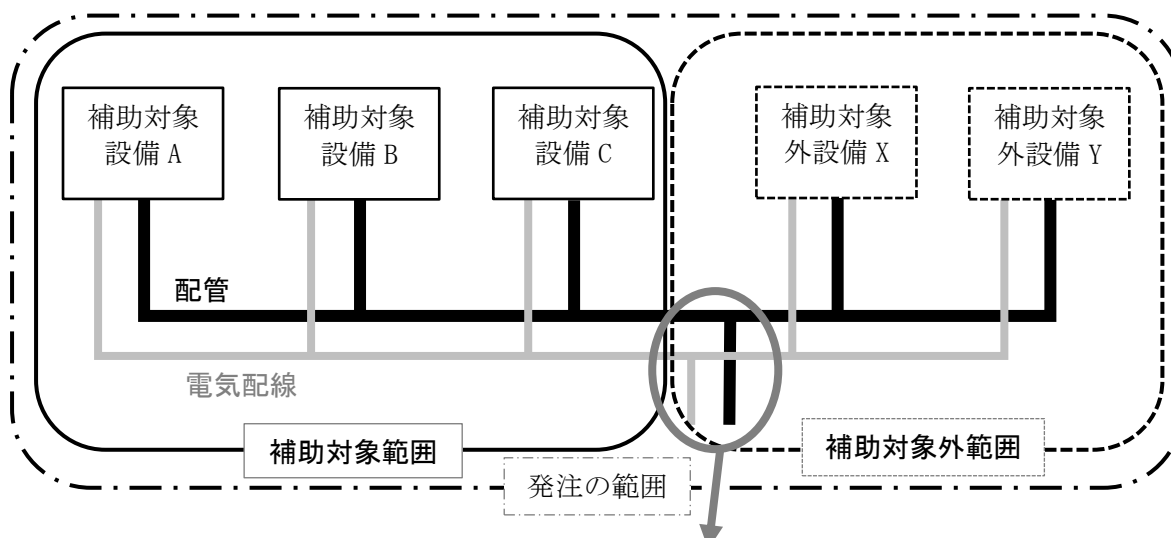 補助対象
設備 A
補助対象
設備 B
補助対象
設備 C
補助対象
外設備 X
補助対象
外設備 Y
配管
電気配線
補助対象範囲
補助対象外範囲
発注の範囲